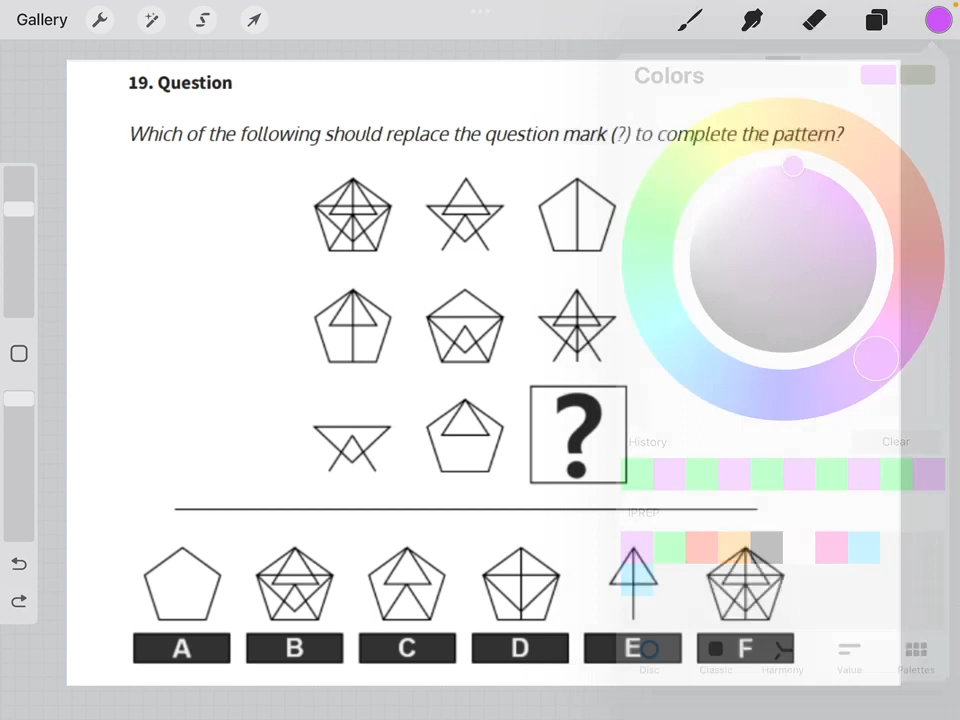 Gallery
Colors
19. Question
Which of the following should replace the question mark (?) to complete the pattern?
?
History
Clear
IPREP
A B C D E F
Disc Classic Harmony Value Palettes